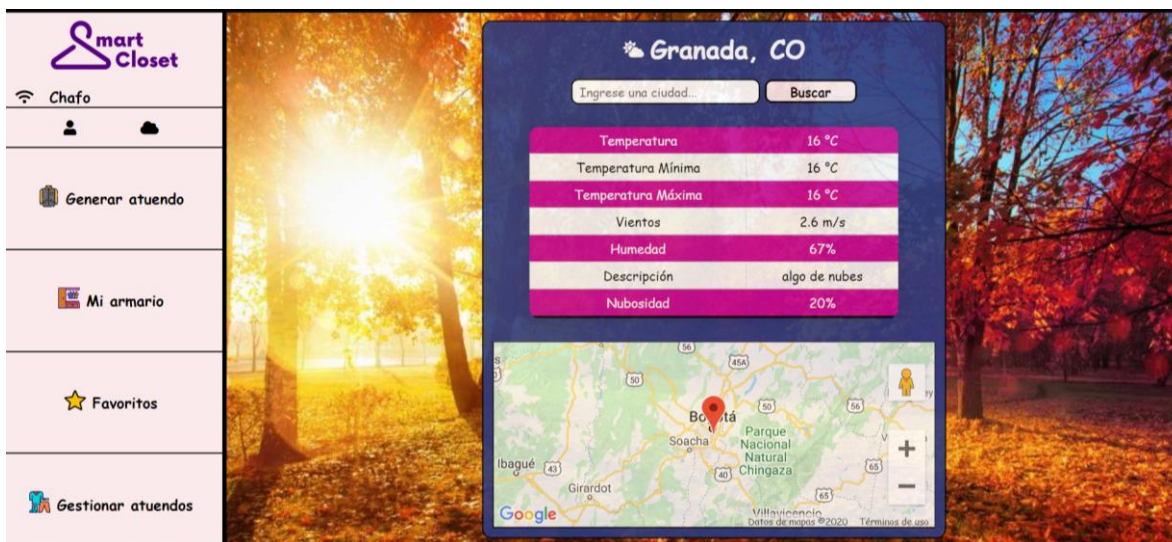 Smart
Closet
Chafo
Generar atuendo
Mi armario
Favoritos
Gestionar atuendos
Granada, CO
Ingrese una ciudad...
Buscar
Temperatura 16 °C
Temperatura Mínima 16 °C
Temperatura Máxima 16 °C
Vientos 2.6 m/s
Humedad 67%
Descripción algo de nubes
Nubosidad 20%
56
45A
50
Bogotá
50
56
Soacha
Parque
Nacional
Natural
Chingaza
Ibagué
43
40
65
Girardot
65
Villavicencio
Google
Datos de mapas ©2020 Términos de uso